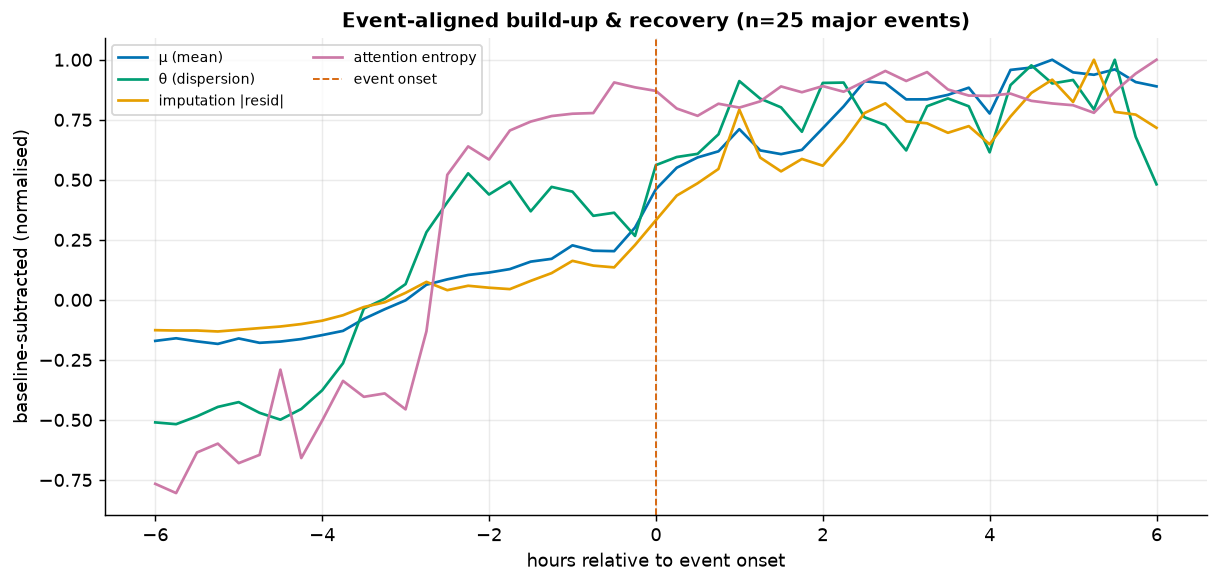 Event-aligned build-up & recovery (n=25 major events)
μ (mean)
θ (dispersion)
imputation |resid|
attention entropy
event onset
baseline-subtracted (normalised)
1.00
0.75
0.50
0.25
0.00
−0.25
−0.50
−0.75
−6
−4
−2
0
2
4
6
hours relative to event onset